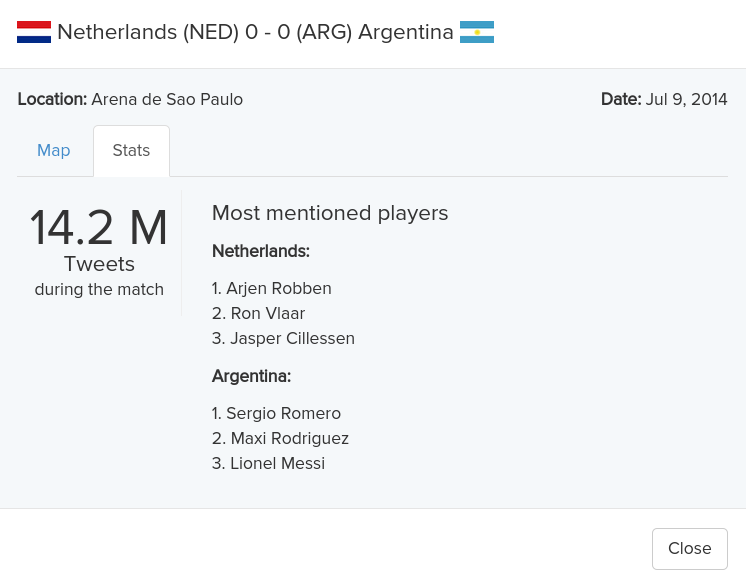 Netherlands (NED) 0 - 0 (ARG) Argentina
Location: Arena de Sao Paulo
Date: Jul 9, 2014
Map
Stats
14.2 M
Tweets
during the match
Most mentioned players
Netherlands:
1. Arjen Robben
2. Ron Vlaar
3. Jasper Cillessen
Argentina:
1. Sergio Romero
2. Maxi Rodriguez
3. Lionel Messi
Close